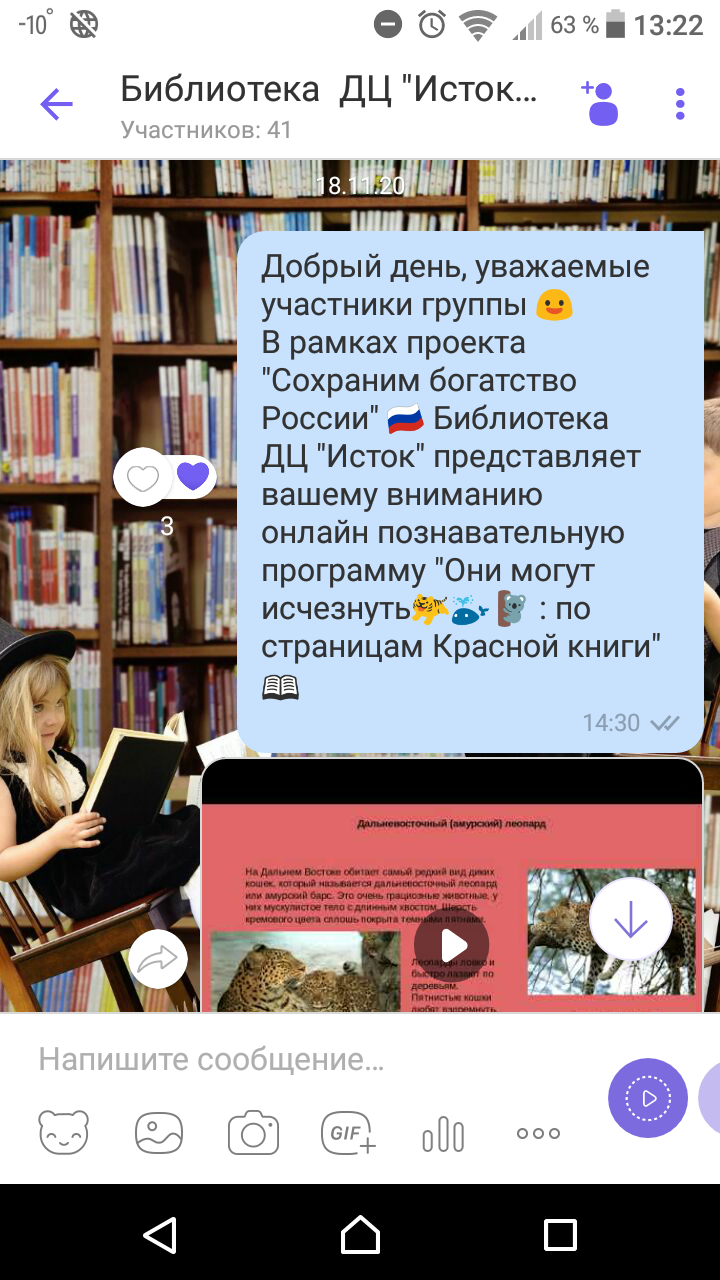 -10°
63 %
13:22
Библиотека ДЦ "Исток...
Участников: 41
18.11.20
Добрый день, уважаемые
участники группы
В рамках проекта
"Сохраним богатство
России" 🇷🇺 Библиотека
ДЦ "Исток" представляет
вашему вниманию
онлайн познавательную
программу "Они могут
исчезнуть🐅🐳🐨 : по
страницам Красной книги"
14:30
3
Дальневосточный (амурский) леопард
На Дальнем Востоке обитает самый редкий вид диких
кошек, который называется дальневосточный леопард
или амурский барс. Это очень грациозные животные, у
них мускулистое тело с длинным хвостом. Шерсть
кремового цвета сплошь покрыта темными пятнами.
Леопарды ловко и
быстро лазают по
деревьям.
Пятнистые кошки
любят вздремнуть
Напишите сообщение...
GIF